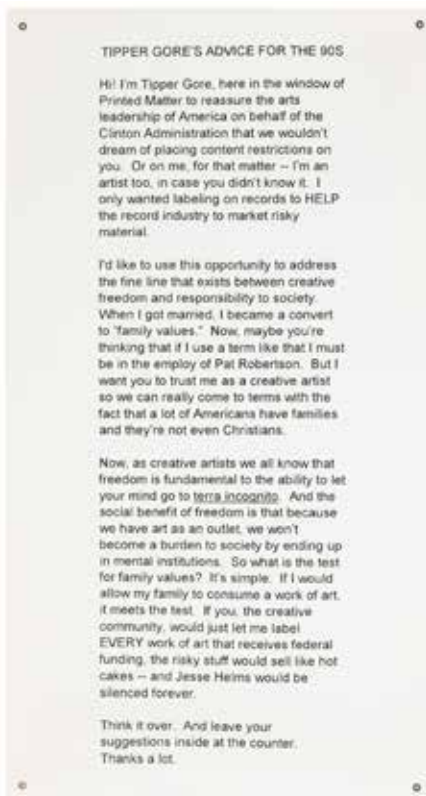 TIPPER GORE'S ADVICE FOR THE 90S
Hi! I'm Tipper Gore, here in the window of
Printed Matter to reassure the arts
leadership of America on behalf of the
Clinton Administration that we wouldn't
dream of placing content restrictions on
you. Or on me, for that matter -- I'm an
artist too, in case you didn't know it. I
only wanted labeling on records to HELP
the record industry to market risky
material.
I'd like to use this opportunity to address
the fine line that exists between creative
freedom and responsibility to society.
When I got married, I became a convert
to "family values." Now, maybe you're
thinking that if I use a term like that I must
be in the employ of Pat Robertson. But I
want you to trust me as a creative artist
so we can really come to terms with the
fact that a lot of Americans have families
and they're not even Christians.
Now, as creative artists we all know that
freedom is fundamental to the ability to let
your mind go to terra incognito. And the
social benefit of freedom is that because
we have art as an outlet, we won't
become a burden to society by ending up
in mental institutions. So what is the test
for family values? It's simple. If I would
allow my family to consume a work of art,
it meets the test. If you, the creative
community, would just let me label
EVERY work of art that receives federal
funding, the risky stuff would sell like hot
cakes -- and Jesse Helms would be
silenced forever.
Think it over. And leave your
suggestions inside at the counter.
Thanks a lot.